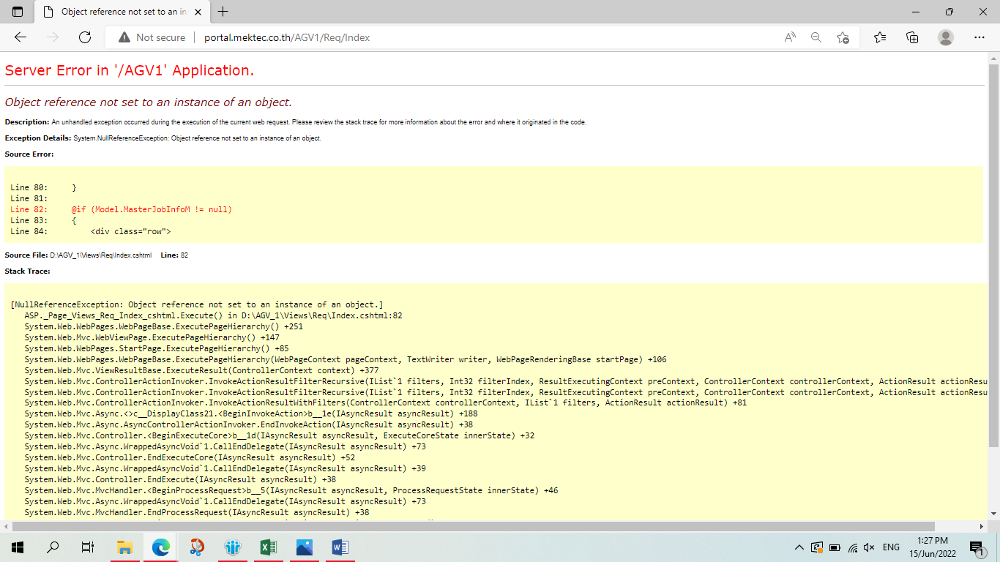 Object reference not set to an in
Not secure
portal.mektec.co.th/AGV1/Req/Index
Server Error in '/AGV1' Application.
Object reference not set to an instance of an object.
Description: An unhandled exception occurred during the execution of the current web request. Please review the stack trace for more information about the error and where it originated in the code.
Exception Details: System.NullReferenceException: Object reference not set to an instance of an object.
Source Error:
Line 80:     }
Line 81:
Line 82:     @if (Model.MasterJobInfoM != null)
Line 83:     {
Line 84:         <div class="row">
Source File: D:\AGV_1\Views\Req\Index.cshtml    Line: 82
Stack Trace:
[NullReferenceException: Object reference not set to an instance of an object.]
ASP._Page_Views_Req_Index_cshtml.Execute() in D:\AGV_1\Views\Req\Index.cshtml:82
System.Web.WebPages.WebPageBase.ExecutePageHierarchy() +251
System.Web.Mvc.WebViewPage.ExecutePageHierarchy() +147
System.Web.WebPages.StartPage.ExecutePageHierarchy() +85
System.Web.WebPages.WebPageBase.ExecutePageHierarchy(WebPageContext pageContext, TextWriter writer, WebPageRenderingBase startPage) +106
System.Web.Mvc.ViewResultBase.ExecuteResult(ControllerContext context) +377
System.Web.Mvc.ControllerActionInvoker.InvokeActionResultFilterRecursive(IList`1 filters, Int32 filterIndex, ResultExecutingContext preContext, ControllerContext controllerContext, ActionResult actionResu
System.Web.Mvc.ControllerActionInvoker.InvokeActionResultFilterRecursive(IList`1 filters, Int32 filterIndex, ResultExecutingContext preContext, ControllerContext controllerContext, ActionResult actionResu
System.Web.Mvc.ControllerActionInvoker.InvokeActionResultWithFilters(ControllerContext controllerContext, IList`1 filters, ActionResult actionResult) +81
System.Web.Mvc.Async.<>c__DisplayClass21.<BeginInvokeAction>b__1e(IAsyncResult asyncResult) +188
System.Web.Mvc.Async.AsyncControllerActionInvoker.EndInvokeAction(IAsyncResult asyncResult) +38
System.Web.Mvc.Controller.<BeginExecuteCore>b__1d(IAsyncResult asyncResult, ExecuteCoreState innerState) +32
System.Web.Mvc.Async.WrappedAsyncVoid`1.CallEndDelegate(IAsyncResult asyncResult) +73
System.Web.Mvc.Controller.EndExecuteCore(IAsyncResult asyncResult) +52
System.Web.Mvc.Async.WrappedAsyncVoid`1.CallEndDelegate(IAsyncResult asyncResult) +39
System.Web.Mvc.Controller.EndExecute(IAsyncResult asyncResult) +38
System.Web.Mvc.MvcHandler.<BeginProcessRequest>b__5(IAsyncResult asyncResult, ProcessRequestState innerState) +46
System.Web.Mvc.Async.WrappedAsyncVoid`1.CallEndDelegate(IAsyncResult asyncResult) +73
System.Web.Mvc.MvcHandler.EndProcessRequest(IAsyncResult asyncResult) +38
ENG
1:27 PM
15/Jun/2022
1